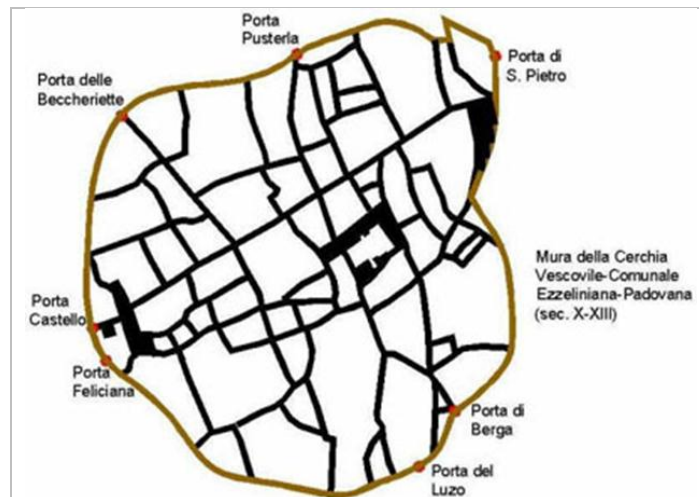 Porta
Pusterla
Porta di
S. Pietro
Porta delle
Beccheriette
Mura della Cerchia
Vescovile-Comunale
Ezzeliniana-Padovana
(sec. X-XIII)
Porta
Castello
Porta
Feliciana
Porta di
Berga
Porta del
Luzo